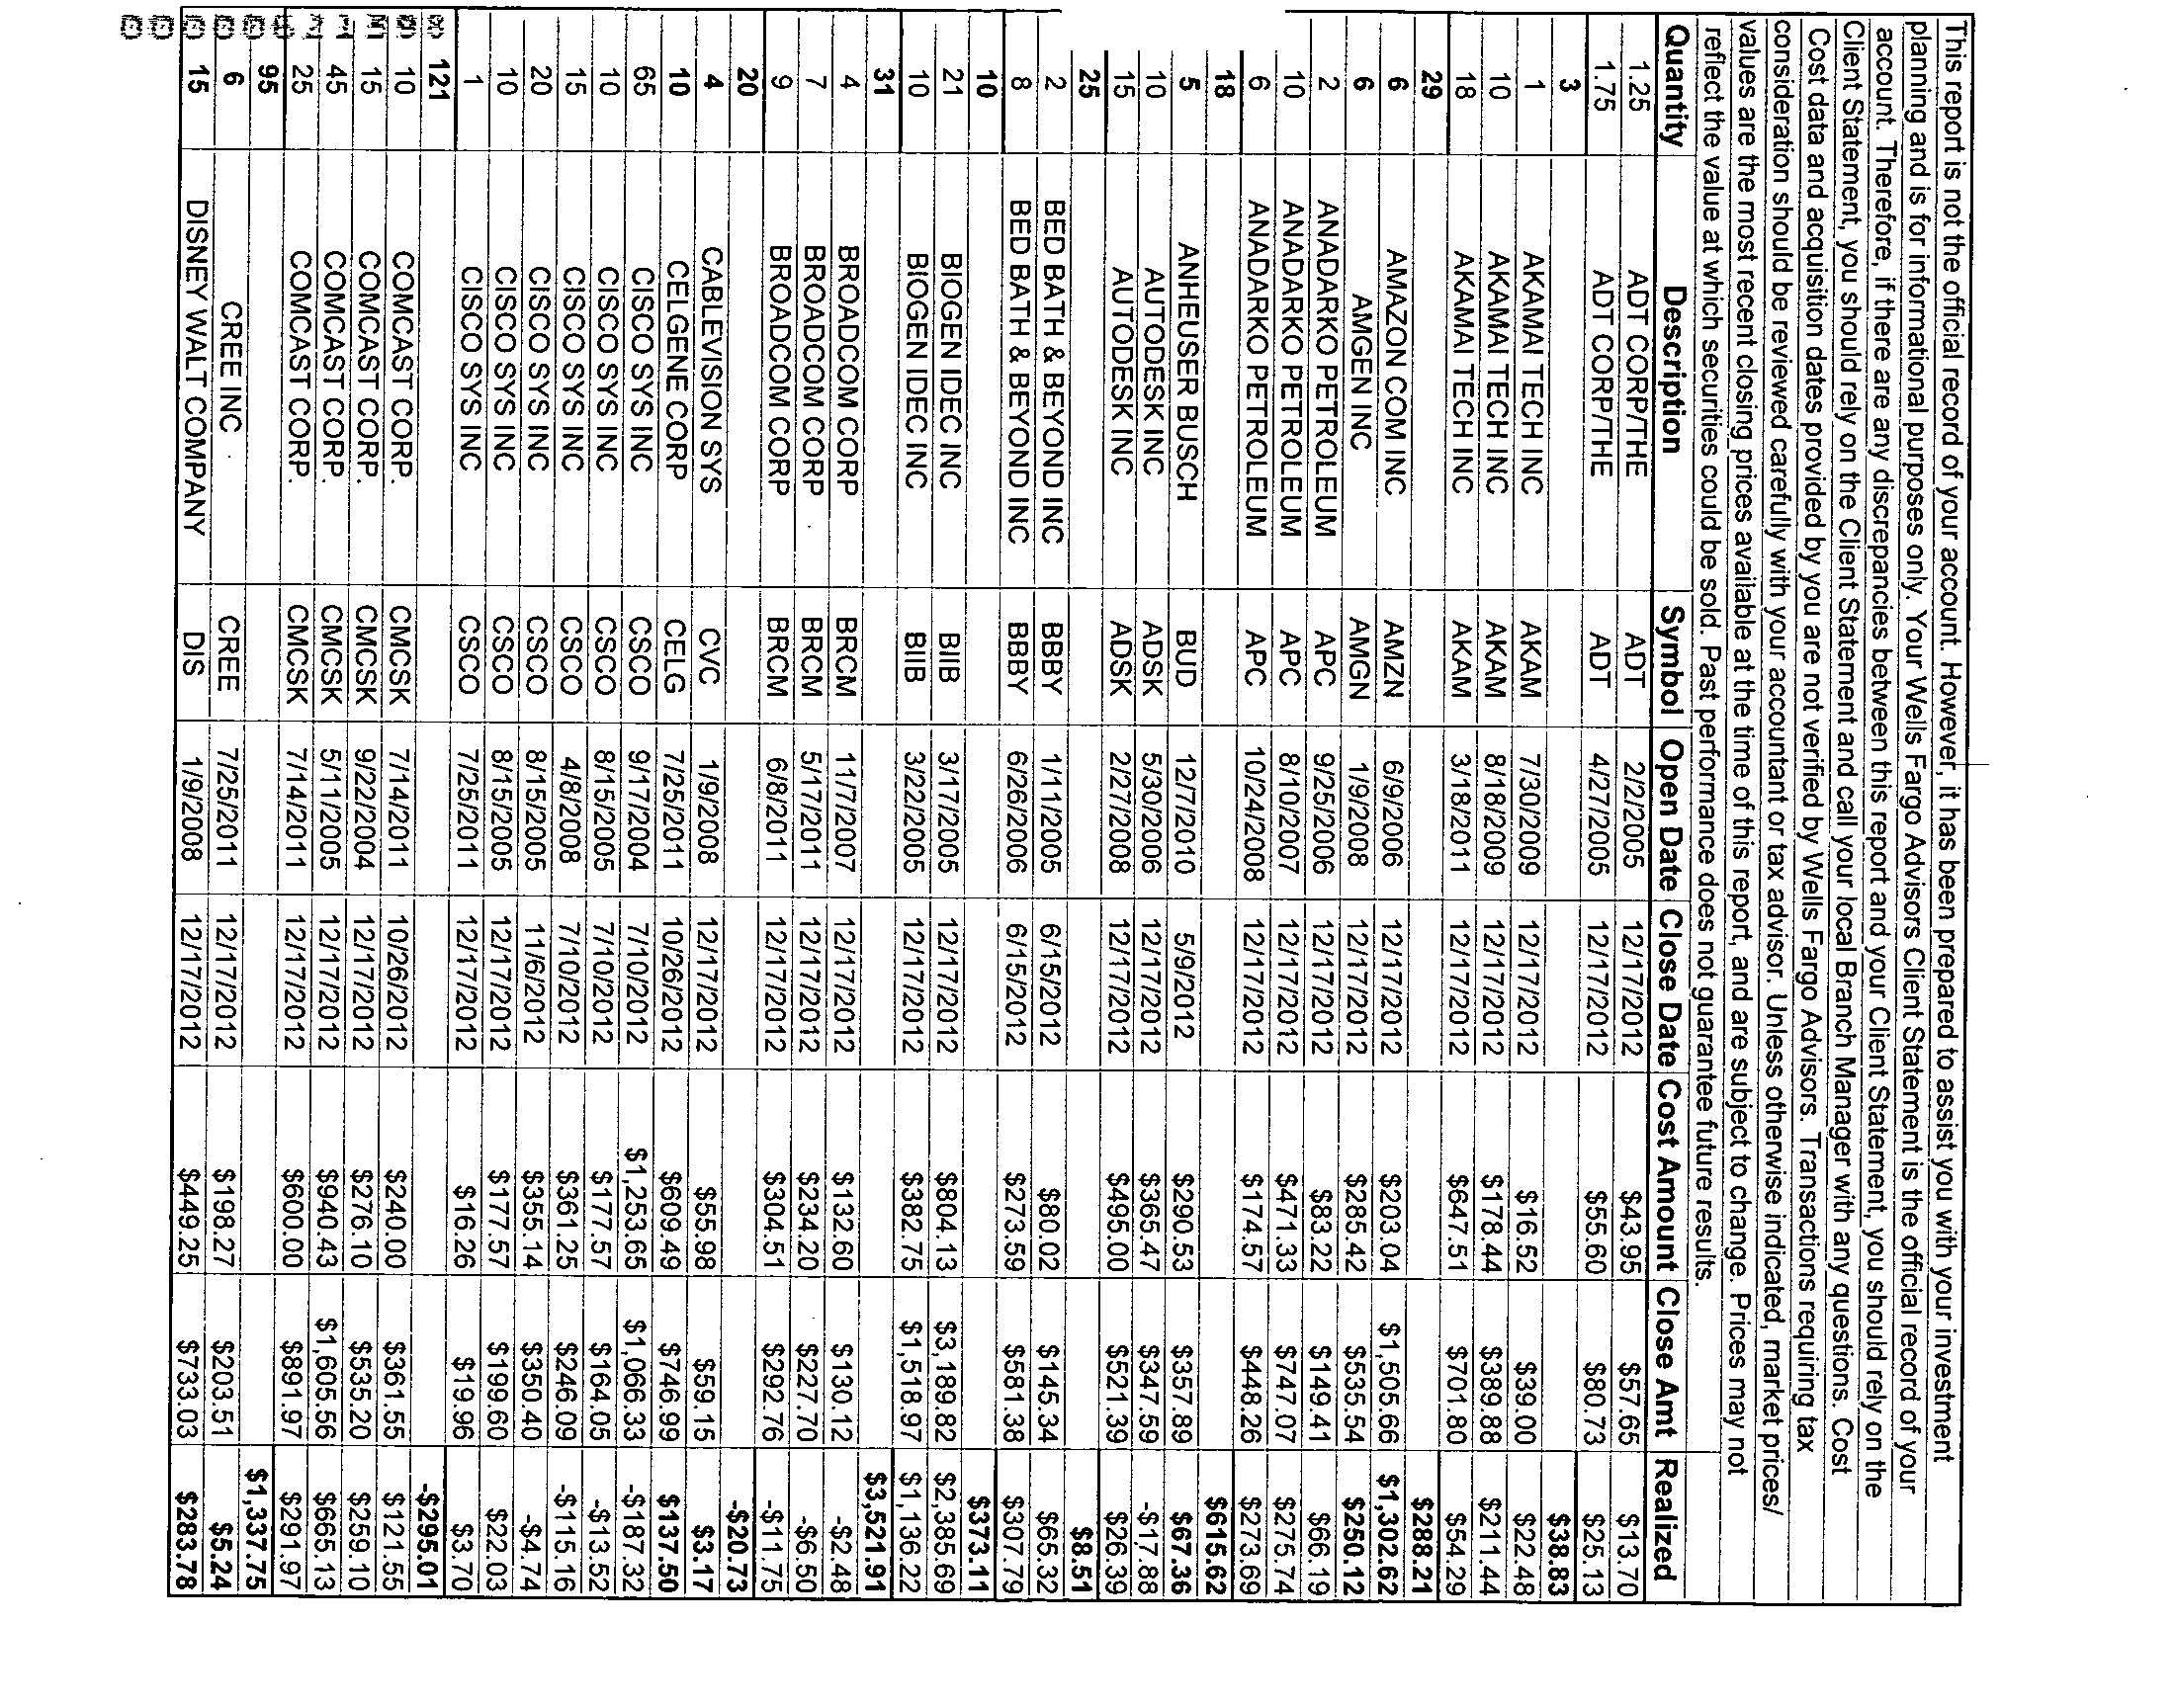 This report is not the official record of your account. However, it has been prepared to assist you with your investment
planning and is for informational purposes only. Your Wells Fargo Advisors Client Statement is the official record of your
account. Therefore, if there are any discrepancies between this report and your Client Statement, you should rely on the
Client Statement, you should rely on the Client Statement and call your local Branch Manager with any questions. Cost
Cost data and acquisition dates provided by you are not verified by Wells Fargo Advisors. Transactions requiring tax
consideration should be reviewed carefully with your accountant or tax advisor. Unless otherwise indicated, market prices/
values are the most recent closing prices available at the time of this report, and are subject to change. Prices may not
reflect the value at which securities could be sold. Past performance does not guarantee future results.
Quantity Description Symbol Open Date Close Date Cost Amount Close Amt Realized
1.25 ADT CORP/THE ADT 2/2/2005 12/17/2012 $43.95 $57.65 $13.70
1.75 ADT CORP/THE ADT 4/27/2005 12/17/2012 $55.60 $80.73 $25.13
3 $38.83
1 AKAMAI TECH INC AKAM 7/30/2009 12/17/2012 $16.52 $39.00 $22.48
10 AKAMAI TECH INC AKAM 8/18/2009 12/17/2012 $178.44 $389.88 $211.44
18 AKAMAI TECH INC AKAM 3/18/2011 12/17/2012 $647.51 $701.80 $54.29
29 $288.21
6 AMAZON COM INC AMZN 6/9/2006 12/17/2012 $203.04 $1,505.66 $1,302.62
6 AMGEN INC AMGN 1/9/2008 12/17/2012 $285.42 $535.54 $250.12
2 ANADARKO PETROLEUM APC 9/25/2006 12/17/2012 $83.22 $149.41 $66.19
10 ANADARKO PETROLEUM APC 8/10/2007 12/17/2012 $471.33 $747.07 $275.74
6 ANADARKO PETROLEUM APC 10/24/2008 12/17/2012 $174.57 $448.26 $273.69
18 $615.62
5 ANHEUSER BUSCH BUD 12/7/2010 5/9/2012 $290.53 $357.89 $67.36
10 AUTODESK INC ADSK 5/30/2006 12/17/2012 $365.47 $347.59 -$17.88
15 AUTODESK INC ADSK 2/27/2008 12/17/2012 $495.00 $521.39 $26.39
25 $8.51
2 BED BATH & BEYOND INC BBBY 1/11/2005 6/15/2012 $80.02 $145.34 $65.32
8 BED BATH & BEYOND INC BBBY 6/26/2006 6/15/2012 $273.59 $581.38 $307.79
10 $373.11
21 BIOGEN IDEC INC BIIB 3/17/2005 12/17/2012 $804.13 $3,189.82 $2,385.69
10 BIOGEN IDEC INC BIIB 3/22/2005 12/17/2012 $382.75 $1,518.97 $1,136.22
31 $3,521.91
4 BROADCOM CORP BRCM 11/7/2007 12/17/2012 $132.60 $130.12 -$2.48
7 BROADCOM CORP BRCM 5/17/2011 12/17/2012 $234.20 $227.70 -$6.50
9 BROADCOM CORP BRCM 6/8/2011 12/17/2012 $304.51 $292.76 -$11.75
20 -$20.73
4 CABLEVISION SYS CVC 1/9/2008 12/17/2012 $55.98 $59.15 $3.17
10 CELGENE CORP CELG 7/25/2011 10/26/2012 $609.49 $746.99 $137.50
65 CISCO SYS INC CSCO 9/17/2004 7/10/2012 $1,253.65 $1,066.33 -$187.32
10 CISCO SYS INC CSCO 8/15/2005 7/10/2012 $177.57 $164.05 -$13.52
15 CISCO SYS INC CSCO 4/8/2008 7/10/2012 $361.25 $246.09 -$115.16
20 CISCO SYS INC CSCO 8/15/2005 11/6/2012 $355.14 $350.40 -$4.74
10 CISCO SYS INC CSCO 8/15/2005 12/17/2012 $177.57 $199.60 $22.03
1 CISCO SYS INC CSCO 7/25/2011 12/17/2012 $16.26 $19.96 $3.70
121 -$295.01
10 COMCAST CORP. CMCSK 7/14/2011 10/26/2012 $240.00 $361.55 $121.55
15 COMCAST CORP. CMCSK 9/22/2004 12/17/2012 $276.10 $535.20 $259.10
45 COMCAST CORP. CMCSK 5/11/2005 12/17/2012 $940.43 $1,605.56 $665.13
25 COMCAST CORP. CMCSK 7/14/2011 12/17/2012 $600.00 $891.97 $291.97
95 $1,337.75
6 CREE INC CREE 7/25/2011 12/17/2012 $198.27 $203.51 $5.24
15 DISNEY WALT COMPANY DIS 1/9/2008 12/17/2012 $449.25 $733.03 $283.78